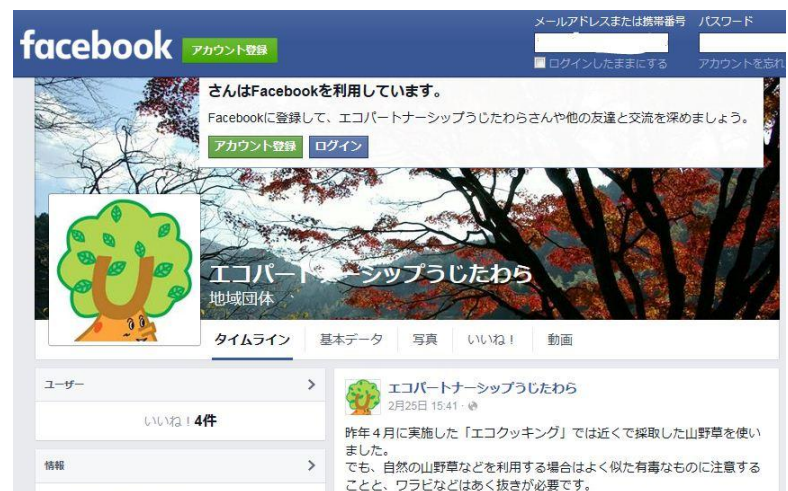 facebook
アカウント登録
メールアドレスまたは携帯番号 パスワード
ログインしたままにする アカウントを忘れ
さんはFacebookを利用しています。
Facebookに登録して、エコパートナーシップうじたわらさんや他の友達と交流を深めましょう。
アカウント登録 ログイン
エコパートナーシップうじたわら
地域団体
タイムライン 基本データ 写真 いいね！ 動画
ユーザー
いいね！4件
情報
エコパートナーシップうじたわら
2月25日 15:41
昨年４月に実施した「エコクッキング」では近くで採取した山野草を使い
ました。
でも、自然の山野草などを利用する場合はよく似た有毒なものに注意する
ことと、ワラビなどはあく抜きが必要です。